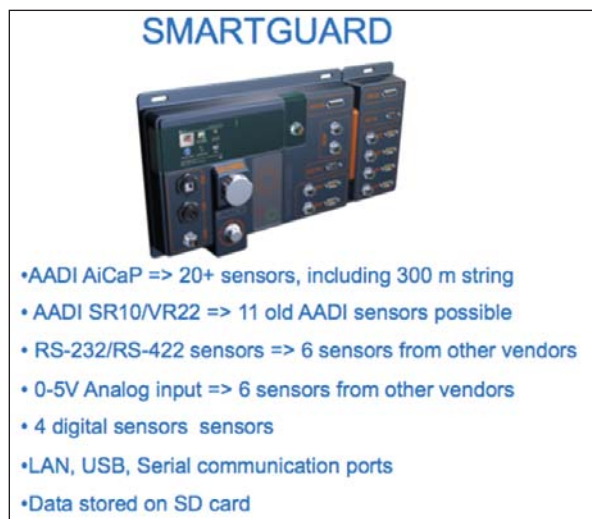 SMARTGUARD
•AADI AiCaP => 20+ sensors, including 300 m string
• AADI SR10/VR22 => 11 old AADI sensors possible
• RS-232/RS-422 sensors => 6 sensors from other vendors
• 0-5V Analog input => 6 sensors from other vendors
• 4 digital sensors  sensors
•LAN, USB, Serial communication ports
•Data stored on SD card